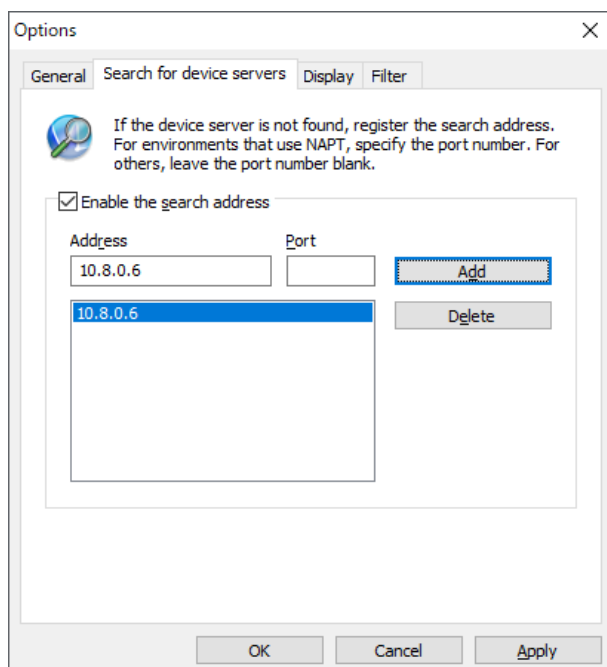 Options
General
Search for device servers
Display
Filter
If the device server is not found, register the search address.
For environments that use NAPT, specify the port number. For
others, leave the port number blank.
Enable the search address
Address
Port
10.8.0.6
Add
10.8.0.6
Delete
OK
Cancel
Apply